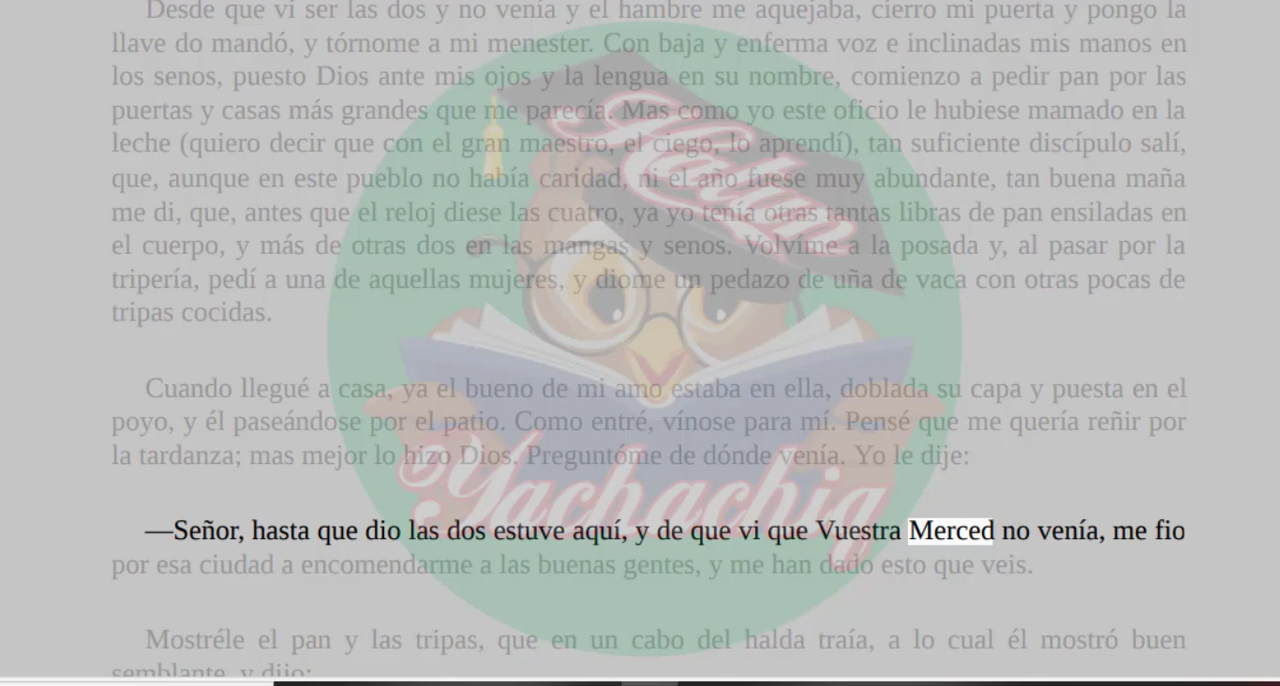 Desde que vi ser las dos y no venía y el hambre me aquejaba, cierro mi puerta y pongo la
llave do mandó, y tórnome a mi menester. Con baja y enferma voz e inclinadas mis manos en
los senos, puesto Dios ante mis ojos y la lengua en su nombre, comienzo a pedir pan por las
puertas y casas más grandes que me parecía. Mas como yo este oficio le hubiese mamado en la
leche (quiero decir que con el gran maestro, el ciego, lo aprendí), tan suficiente discípulo salí,
que, aunque en este pueblo no había caridad, ni el año fuese muy abundante, tan buena maña
me di, que, antes que el reloj diese las cuatro, ya yo tenía otras tantas libras de pan ensiladas en
el cuerpo, y más de otras dos en las mangas y senos. Volvíme a la posada y, al pasar por la
tripería, pedí a una de aquellas mujeres, y diome un pedazo de uña de vaca con otras pocas de
tripas cocidas.
Cuando llegué a casa, ya el bueno de mi amo estaba en ella, doblada su capa y puesta en el
poyo, y él paseándose por el patio. Como entré, vínose para mí. Pensé que me quería reñir por
la tardanza; mas mejor lo hizo Dios. Preguntóme de dónde venía. Yo le dije:
—Señor, hasta que dio las dos estuve aquí, y de que vi que Vuestra Merced no venía, me fio
por esa ciudad a encomendarme a las buenas gentes, y me han dado esto que veis.
Mostréle el pan y las tripas, que en un cabo del halda traía, a lo cual él mostró buen
semblante, y dijo:
Hatun
Yachachiq